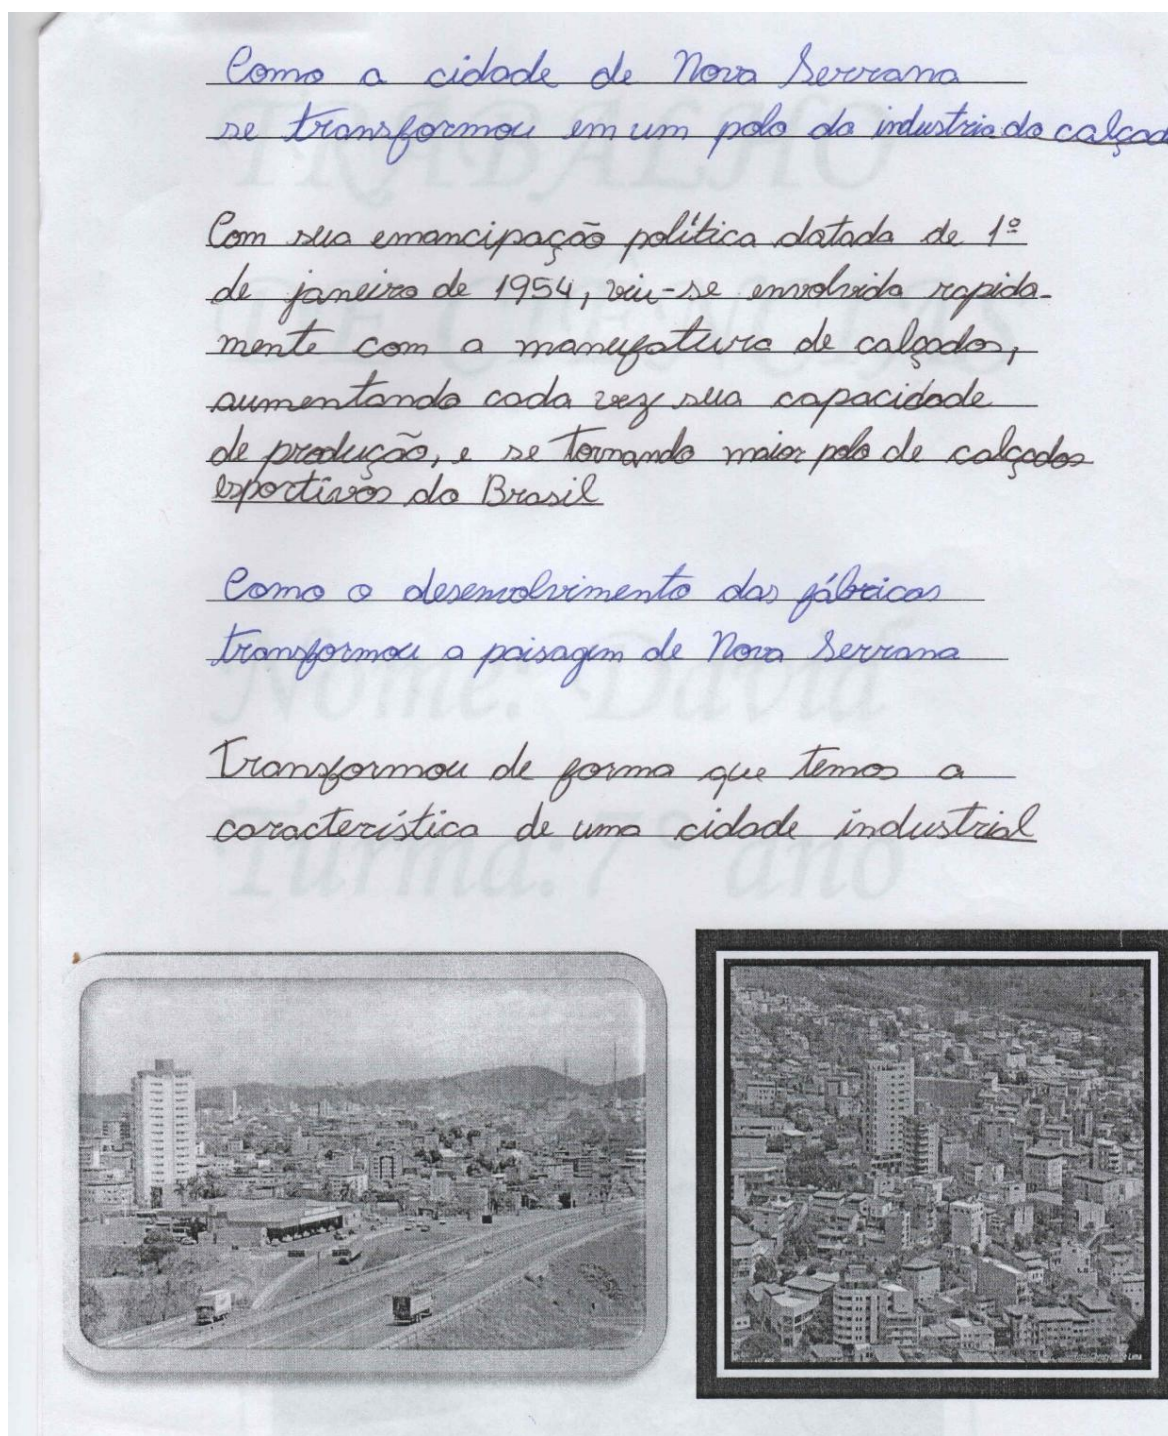 Como a cidade de Nova Serrana
se transformou em um polo da industria do calçad
Com sua emancipação política datada de 1º
de janeiro de 1954, viu-se envolvida rapida-
mente com a manufatura de calçados,
aumentando cada vez sua capacidade
de produção, e se tornando maior polo de calçados
esportivos do Brasil
Como o desenvolvimento das fábricas
transformou a paisagem de Nova Serrana
Transformou de forma que temos a
característica de uma cidade industrial
TRABALHO
DE CIÊNCIAS
Nome: David
Turma: 7º ano